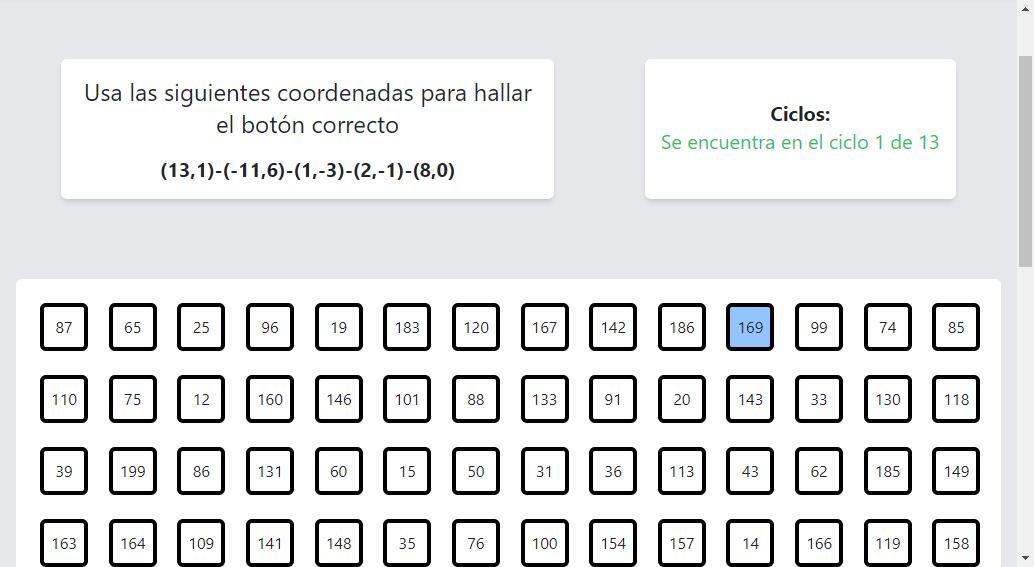 Usa las siguientes coordenadas para hallar
el botón correcto
(13,1)-(-11,6)-(1,-3)-(2,-1)-(8,0)
Ciclos:
Se encuentra en el ciclo 1 de 13
87 65 25 96 19 183 120 167 142 186 169 99 74 85
110 75 12 160 146 101 88 133 91 20 143 33 130 118
39 199 86 131 60 15 50 31 36 113 43 62 185 149
163 164 109 141 148 35 76 100 154 157 14 166 119 158